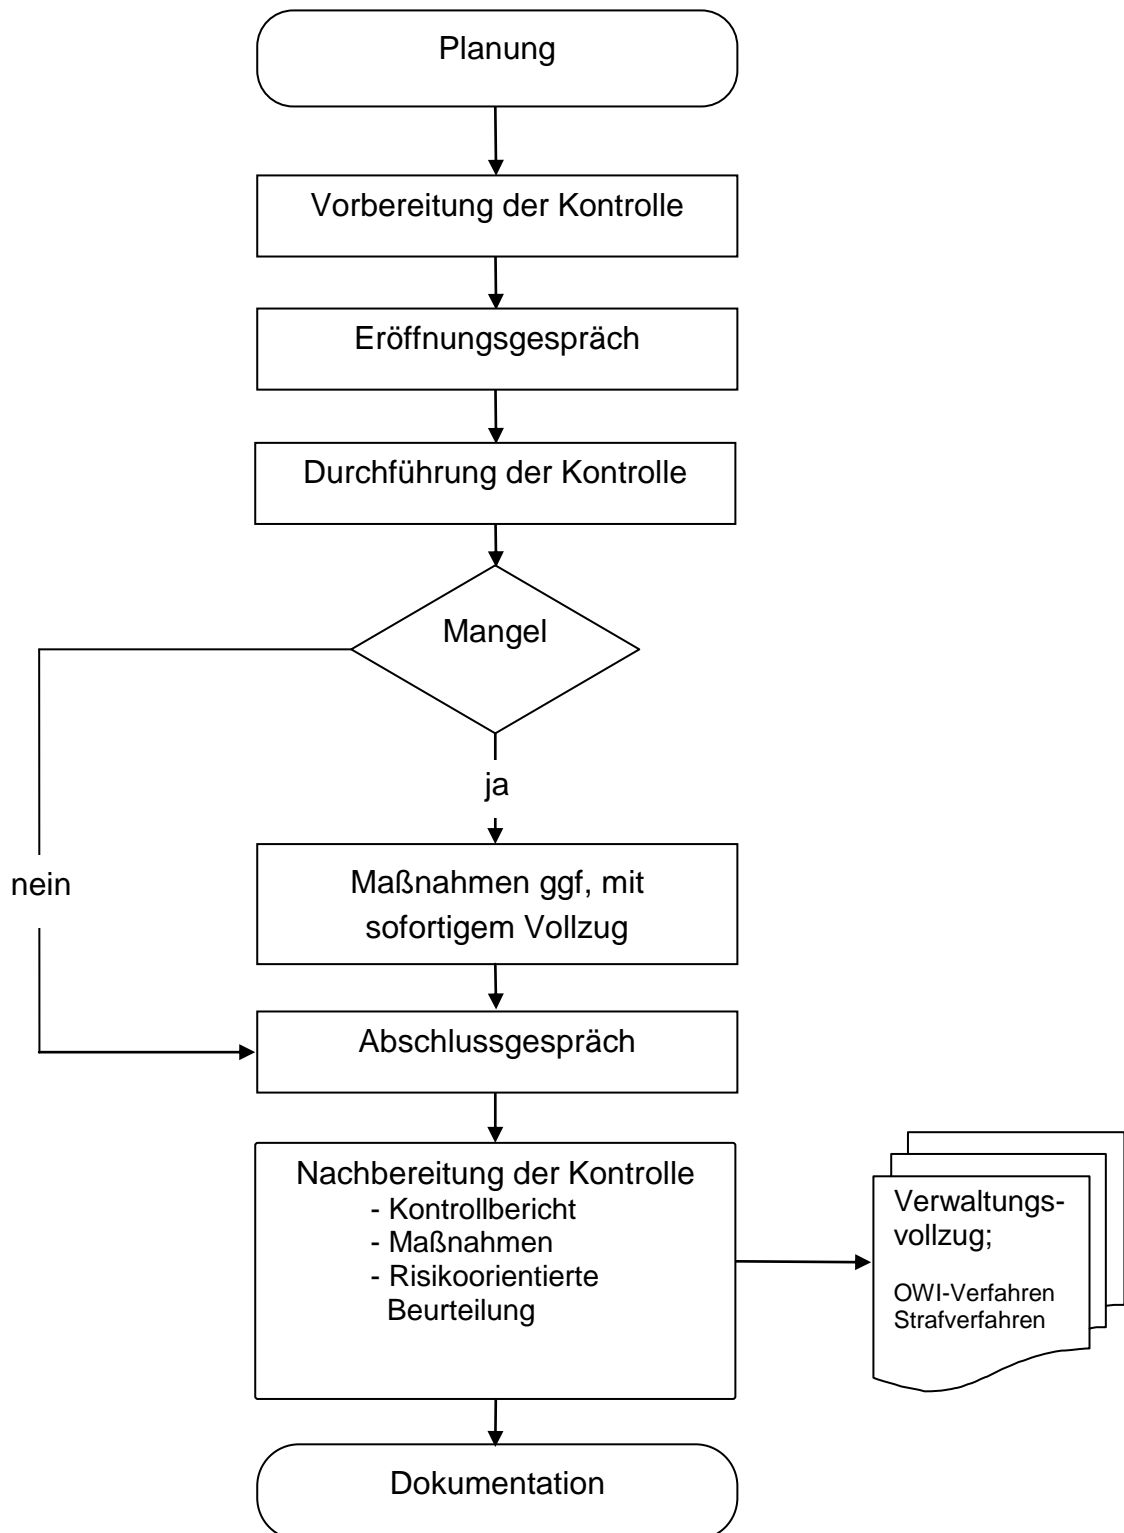 Planung
Vorbereitung der Kontrolle
Eröffnungsgespräch
Durchführung der Kontrolle
Mangel
ja
nein
Maßnahmen ggf, mit
sofortigem Vollzug
Abschlussgespräch
Nachbereitung der Kontrolle
- Kontrollbericht
- Maßnahmen
- Risikoorientierte
Beurteilung
Verwaltungs-
vollzug;
OWI-Verfahren
Strafverfahren
Dokumentation